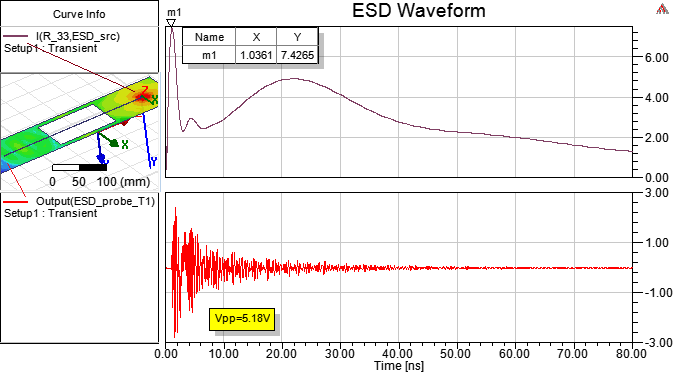 ESD Waveform
Curve Info
I(R_33,ESD_src)
Setup1 : Transient
m1
Name X Y
m1 1.0361 7.4265
6.00
4.00
2.00
0.00
Z
X
X
Y
0 50 100 (mm)
Output(ESD_probe_T1)
Setup1 : Transient
3.00
1.00
-1.00
-3.00
Vpp=5.18V
0.00 10.00 20.00 30.00 40.00 50.00 60.00 70.00 80.00
Time [ns]